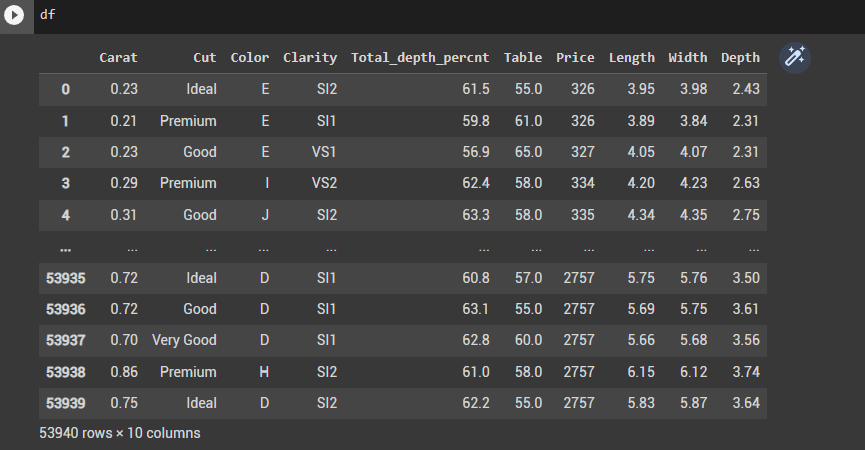 df
Carat Cut Color Clarity Total_depth_percnt Table Price Length Width Depth
0 0.23 Ideal E SI2 61.5 55.0 326 3.95 3.98 2.43
1 0.21 Premium E SI1 59.8 61.0 326 3.89 3.84 2.31
2 0.23 Good E VS1 56.9 65.0 327 4.05 4.07 2.31
3 0.29 Premium I VS2 62.4 58.0 334 4.20 4.23 2.63
4 0.31 Good J SI2 63.3 58.0 335 4.34 4.35 2.75
... ... ... ... ... ... ... ... ... ... ...
53935 0.72 Ideal D SI1 60.8 57.0 2757 5.75 5.76 3.50
53936 0.72 Good D SI1 63.1 55.0 2757 5.69 5.75 3.61
53937 0.70 Very Good D SI1 62.8 60.0 2757 5.66 5.68 3.56
53938 0.86 Premium H SI2 61.0 58.0 2757 6.15 6.12 3.74
53939 0.75 Ideal D SI2 62.2 55.0 2757 5.83 5.87 3.64
53940 rows × 10 columns